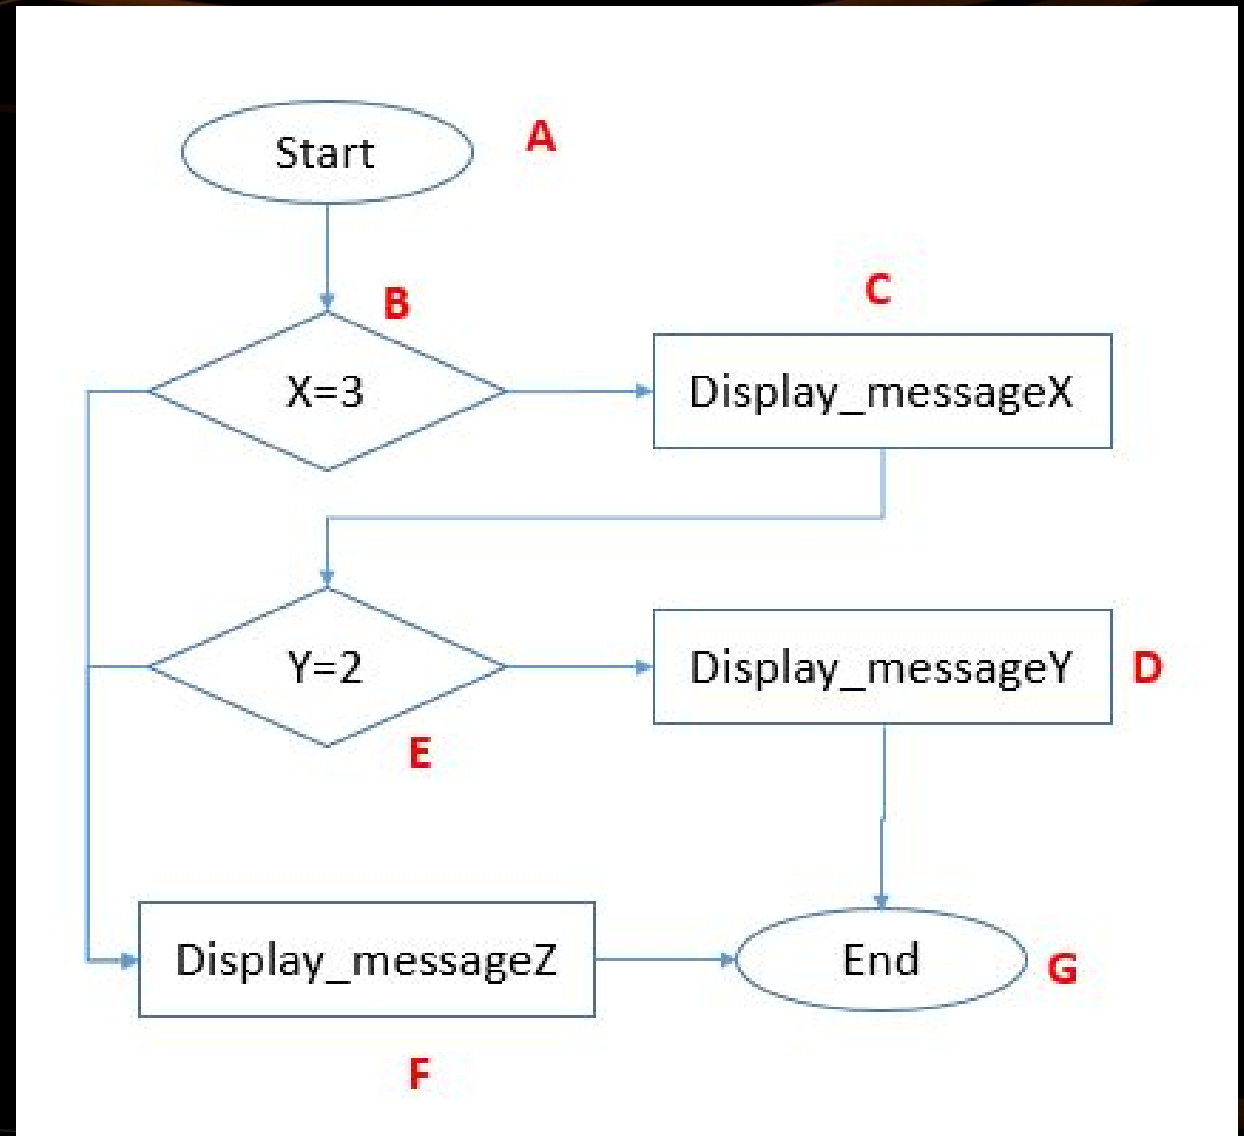 Start
A
B
C
X=3
Display_messageX
Y=2
Display_messageY
D
E
Display_messageZ
End
G
F